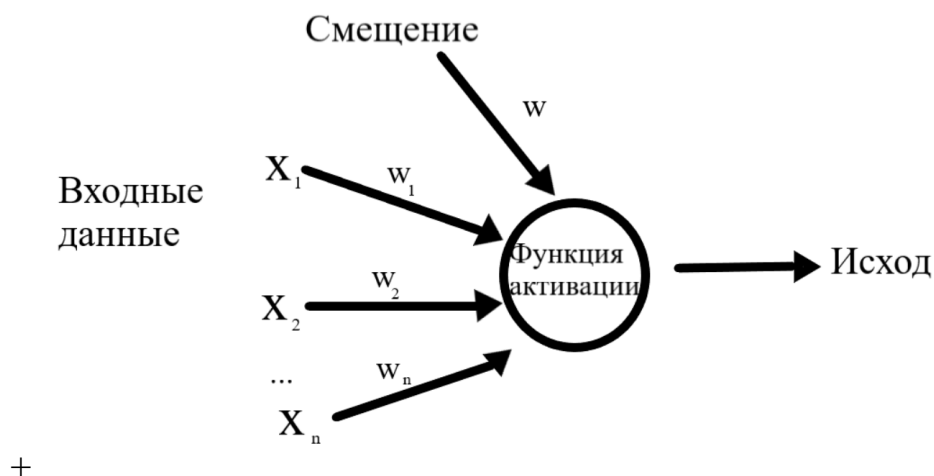 Смещение
w
X₁
w₁
Входные
данные
Функция
активации
Исход
w₂
X₂
...
wₙ
Xₙ
+